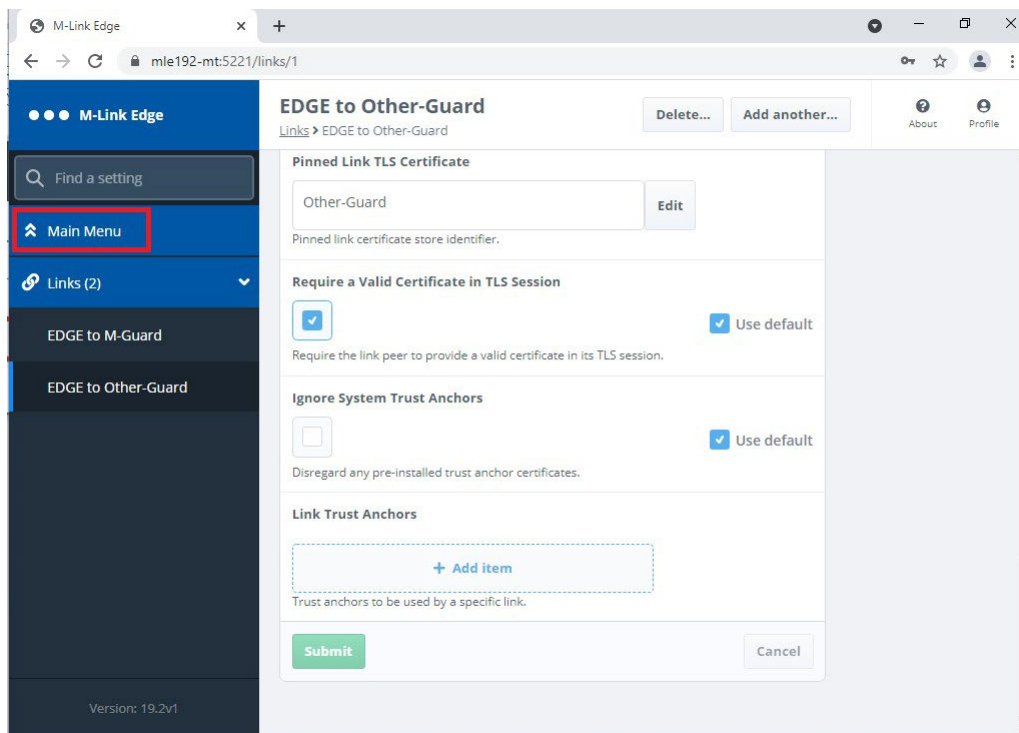 M-Link Edge
mle192-mt:5221/links/1
M-Link Edge
EDGE to Other-Guard
Links > EDGE to Other-Guard
Delete...
Add another...
About
Profile
Find a setting
Main Menu
Links (2)
EDGE to M-Guard
EDGE to Other-Guard
Version: 19.2v1
Pinned Link TLS Certificate
Other-Guard
Edit
Pinned link certificate store identifier.
Require a Valid Certificate in TLS Session
Use default
Require the link peer to provide a valid certificate in its TLS session.
Ignore System Trust Anchors
Use default
Disregard any pre-installed trust anchor certificates.
Link Trust Anchors
+ Add item
Trust anchors to be used by a specific link.
Submit
Cancel